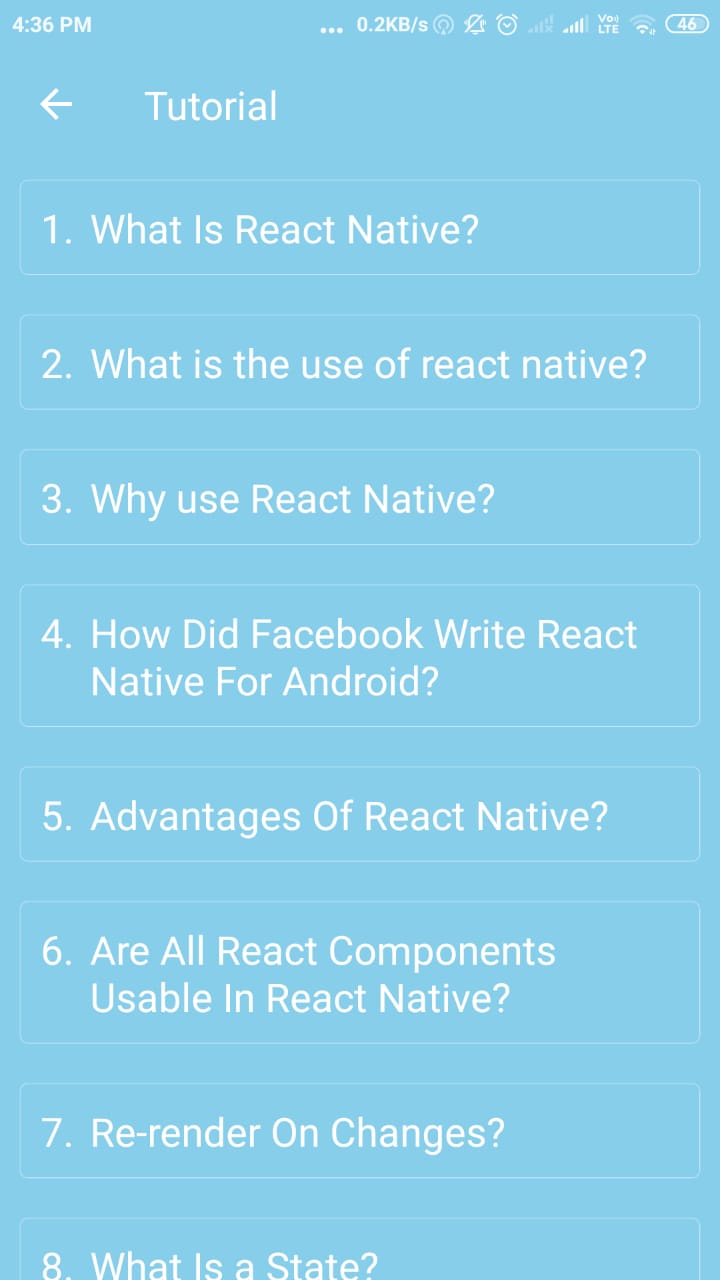 4:36 PM ... 0.2KB/s Vo) LTE 46
Tutorial
1. What Is React Native?
2. What is the use of react native?
3. Why use React Native?
4. How Did Facebook Write React
Native For Android?
5. Advantages Of React Native?
6. Are All React Components
Usable In React Native?
7. Re-render On Changes?
8. What Is a State?